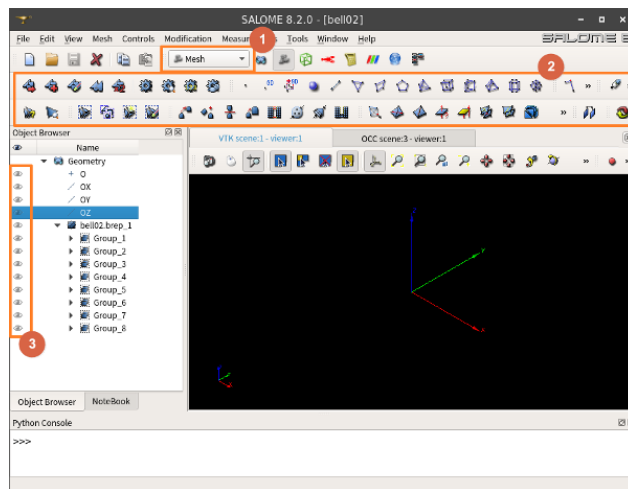 SALOME 8.2.0 - [bell02]
File Edit View Mesh Controls Modification Measur Tools Window Help
SALOME 8
1
Mesh
2
Object Browser
VTK scene:1 - viewer:1
OCC scene:3 - viewer:1
Name
Geometry
O
OX
OY
OZ
bell02.brep_1
Group_1
Group_2
Group_3
Group_4
Group_5
Group_6
Group_7
Group_8
3
Object Browser
NoteBook
Python Console
>>>